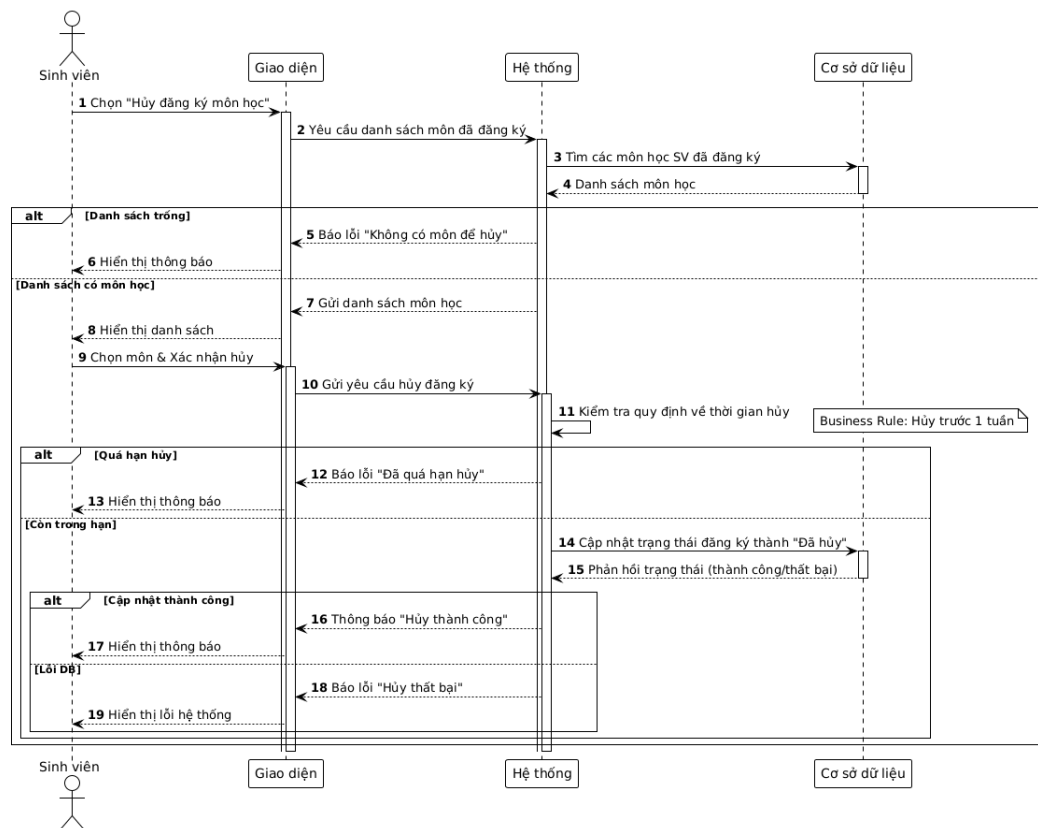 Sinh viên
Giao diện
Hệ thống
Cơ sở dữ liệu
1 Chọn "Hủy đăng ký môn học"
2 Yêu cầu danh sách môn đã đăng ký
3 Tìm các môn học SV đã đăng ký
4 Danh sách môn học
alt [Danh sách trống]
5 Báo lỗi "Không có môn để hủy"
6 Hiển thị thông báo
[Danh sách có môn học]
7 Gửi danh sách môn học
8 Hiển thị danh sách
9 Chọn môn & Xác nhận hủy
10 Gửi yêu cầu hủy đăng ký
11 Kiểm tra quy định về thời gian hủy
Business Rule: Hủy trước 1 tuần
alt [Quá hạn hủy]
12 Báo lỗi "Đã quá hạn hủy"
13 Hiển thị thông báo
[Còn trong hạn]
14 Cập nhật trạng thái đăng ký thành "Đã hủy"
15 Phản hồi trạng thái (thành công/thất bại)
alt [Cập nhật thành công]
16 Thông báo "Hủy thành công"
17 Hiển thị thông báo
[Lỗi DB]
18 Báo lỗi "Hủy thất bại"
19 Hiển thị lỗi hệ thống
Sinh viên
Giao diện
Hệ thống
Cơ sở dữ liệu